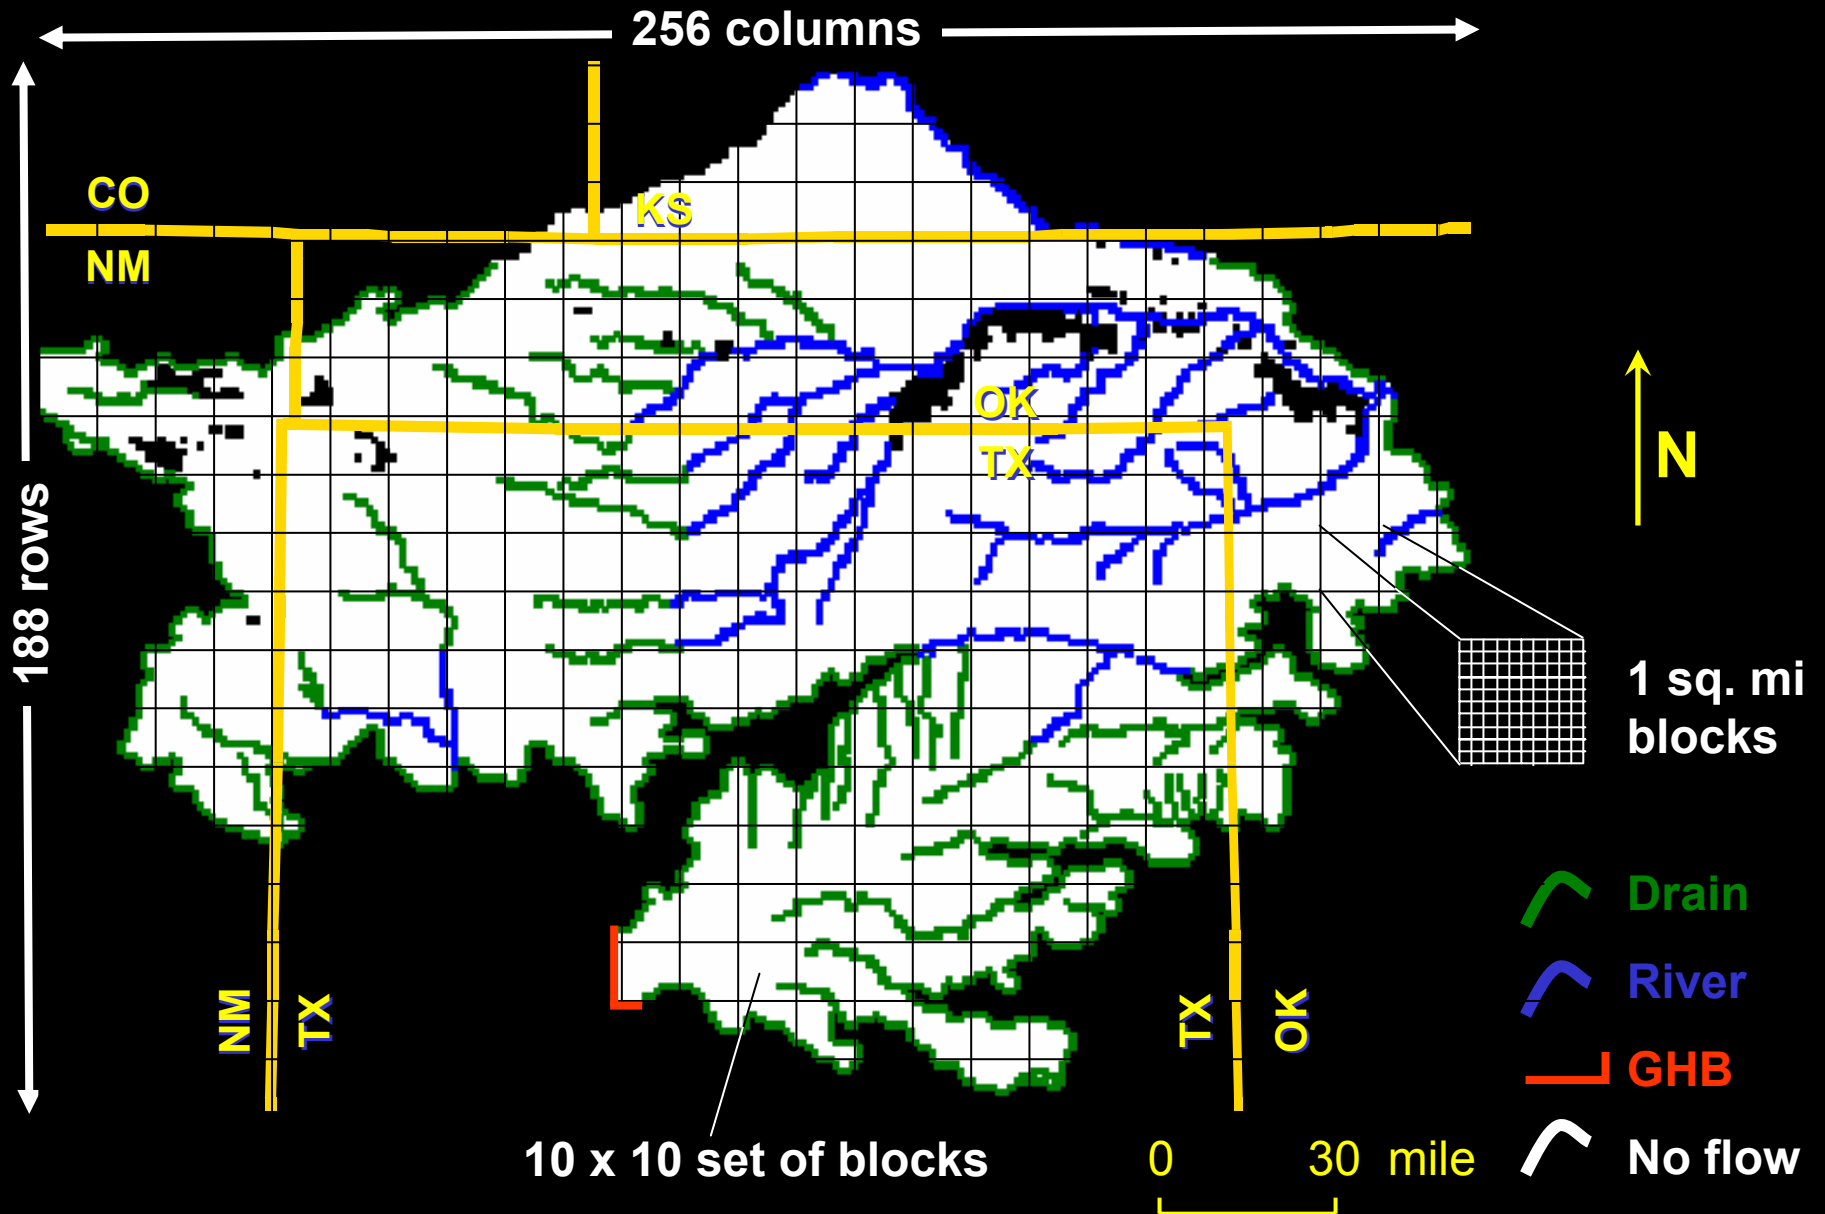 256 columns
188 rows
CO
KS
NM
OK
TX
N
1 sq. mi
blocks
Drain
River
GHB
No flow
NM
TX
TX
OK
10 x 10 set of blocks
0 30 mile